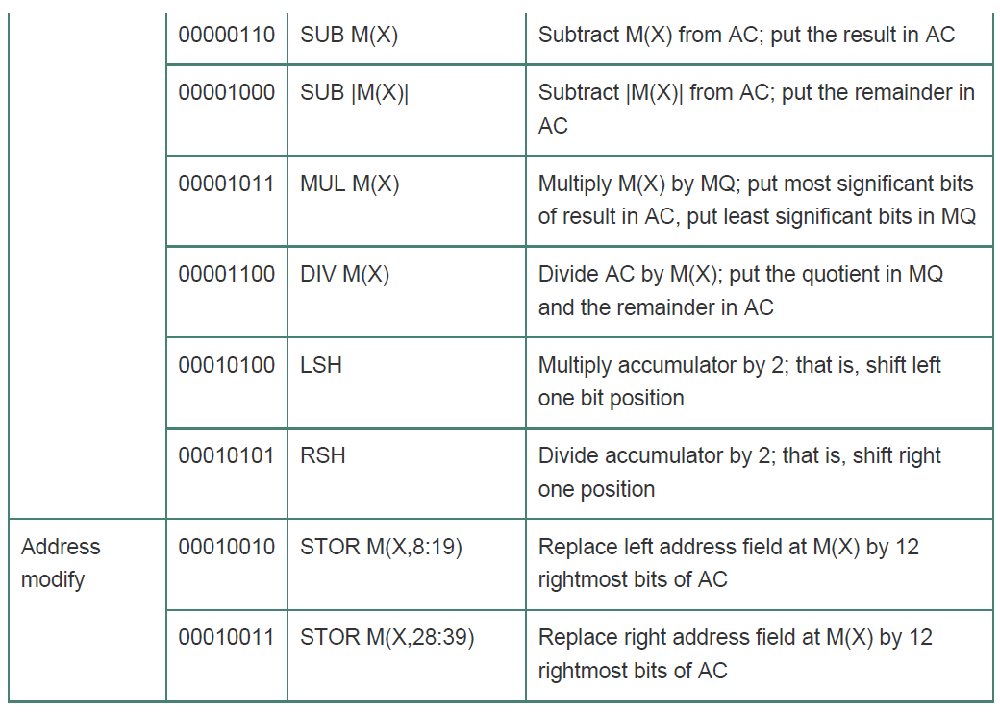 00000110 SUB M(X) Subtract M(X) from AC; put the result in AC
00001000 SUB |M(X)| Subtract |M(X)| from AC; put the remainder in
AC
00001011 MUL M(X) Multiply M(X) by MQ; put most significant bits
of result in AC, put least significant bits in MQ
00001100 DIV M(X) Divide AC by M(X); put the quotient in MQ
and the remainder in AC
00010100 LSH Multiply accumulator by 2; that is, shift left
one bit position
00010101 RSH Divide accumulator by 2; that is, shift right
one position
Address 00010010 STOR M(X,8:19) Replace left address field at M(X) by 12
modify rightmost bits of AC
00010011 STOR M(X,28:39) Replace right address field at M(X) by 12
rightmost bits of AC